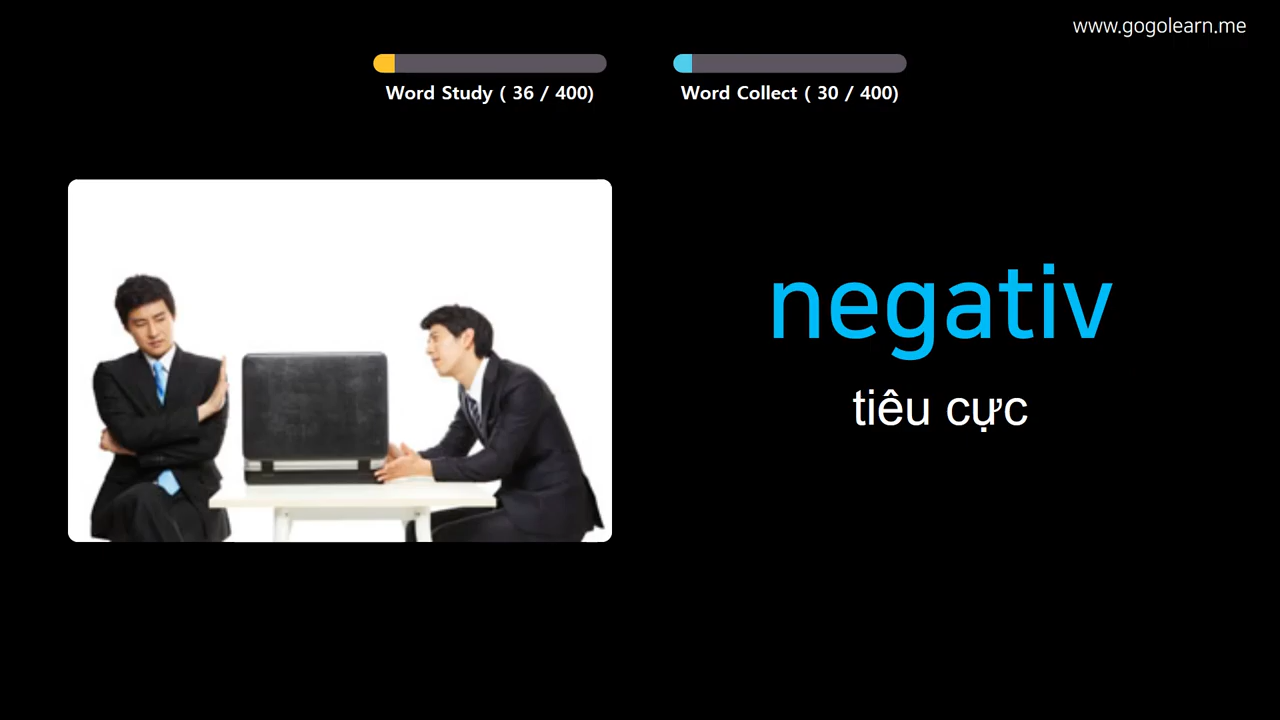 www.gogolearn.me
Word Study ( 36 / 400)
Word Collect ( 30 / 400)
negativ
tiêu cực